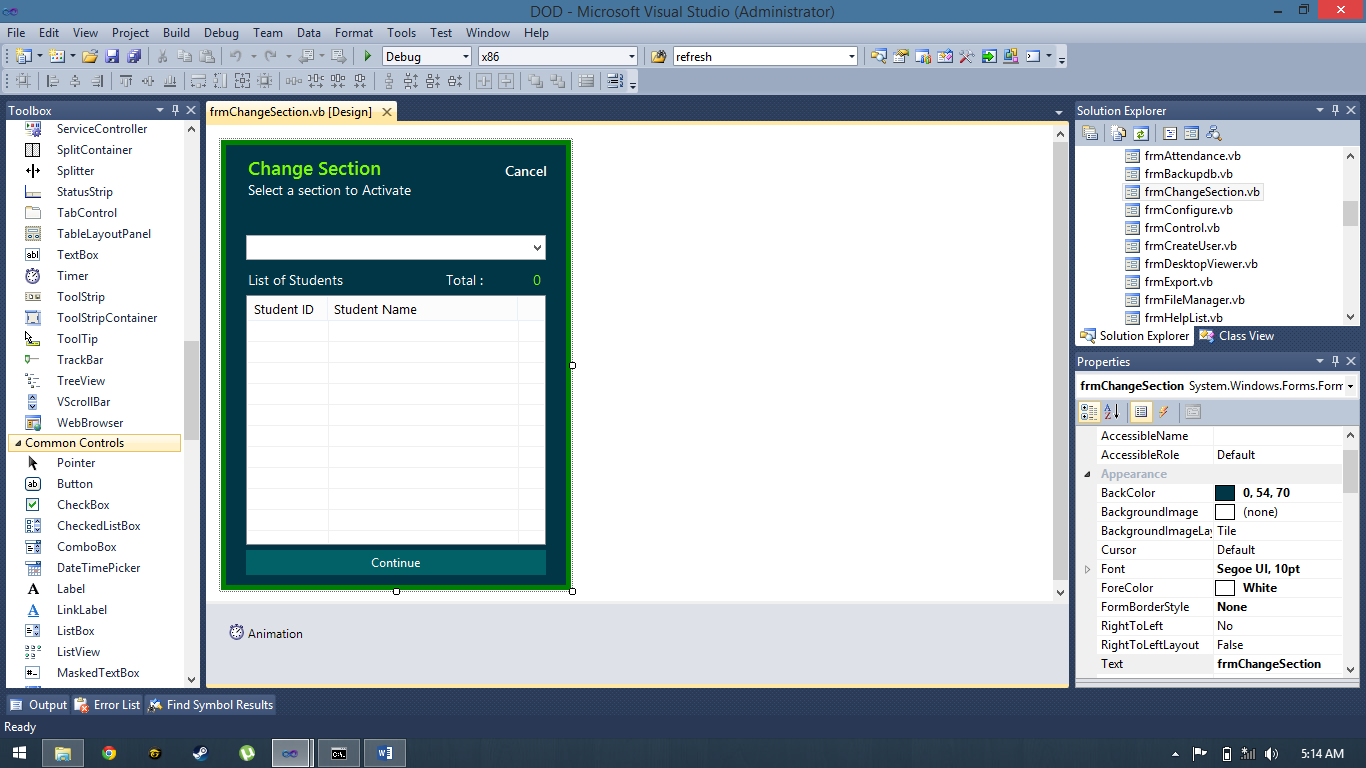 DOD - Microsoft Visual Studio (Administrator)
File Edit View Project Build Debug Team Data Format Tools Test Window Help
Debug x86 refresh
Toolbox
ServiceController
SplitContainer
Splitter
StatusStrip
TabControl
TableLayoutPanel
TextBox
Timer
ToolStrip
ToolStripContainer
ToolTip
TrackBar
TreeView
VScrollBar
WebBrowser
Common Controls
Pointer
Button
CheckBox
CheckedListBox
ComboBox
DateTimePicker
Label
LinkLabel
ListBox
ListView
MaskedTextBox
frmChangeSection.vb [Design]
Change Section
Cancel
Select a section to Activate
List of Students Total : 0
Student ID Student Name
Continue
Animation
Solution Explorer
frmAttendance.vb
frmBackupdb.vb
frmChangeSection.vb
frmConfigure.vb
frmControl.vb
frmCreateUser.vb
frmDesktopViewer.vb
frmExport.vb
frmFileManager.vb
frmHelpList.vb
Solution Explorer Class View
Properties
frmChangeSection System.Windows.Forms.Form
AccessibleName
AccessibleRole Default
Appearance
BackColor 0, 54, 70
BackgroundImage (none)
BackgroundImageLay Tile
Cursor Default
Font Segoe UI, 10pt
ForeColor White
FormBorderStyle None
RightToLeft No
RightToLeftLayout False
Text frmChangeSection
Output Error List Find Symbol Results
Ready
5:14 AM